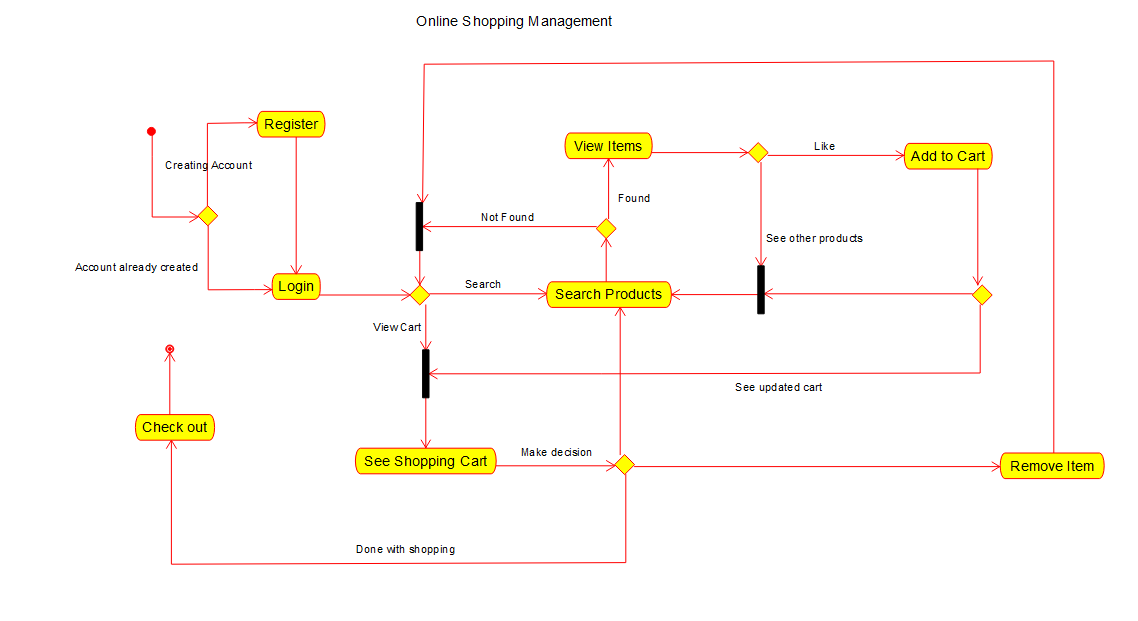 Online Shopping Management
Register
View Items
Like
Add to Cart
Creating Account
Found
Not Found
See other products
Account already created
Login
Search
Search Products
View Cart
See updated cart
Check out
See Shopping Cart
Make decision
Remove Item
Done with shopping